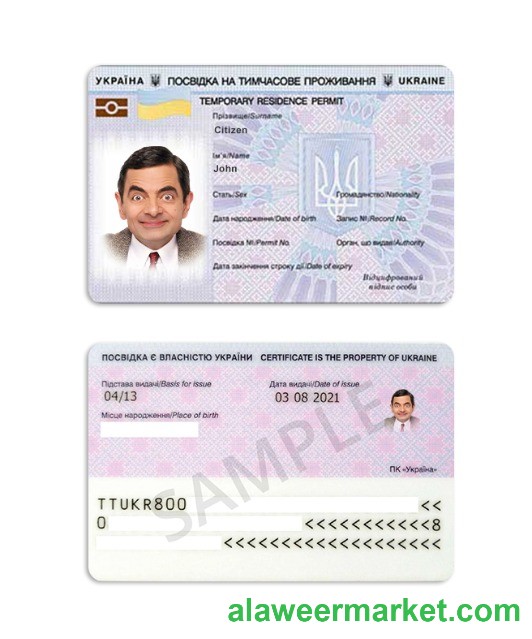 УКРАЇНА ПОСВІДКА НА ТИМЧАСОВЕ ПРОЖИВАННЯ UKRAINE
TEMPORARY RESIDENCE PERMIT
Прізвище/Surname
Citizen
Ім'я/Name
John
Стать/Sex Громадянство/Nationality
Дата народження/Date of birth Запис №/Record No.
Посвідка №/Permit No. Орган, що видав/Authority
Дата закінчення строку дії/Date of expiry
Відцифрований
підпис особи
ПОСВІДКА Є ВЛАСНІСТЮ УКРАЇНИ CERTIFICATE IS THE PROPERTY OF UKRAINE
Підстава видачі/Basis for issue Дата видачі/Date of issue
04/13 03 08 2021
Місце народження/Place of birth
SAMPLE
ПК «Україна»
TTUKR800 <<
0 <<<<<<<<<<<8
<<<<<<<<<<<<<<<<<<<
alaweermarket.com